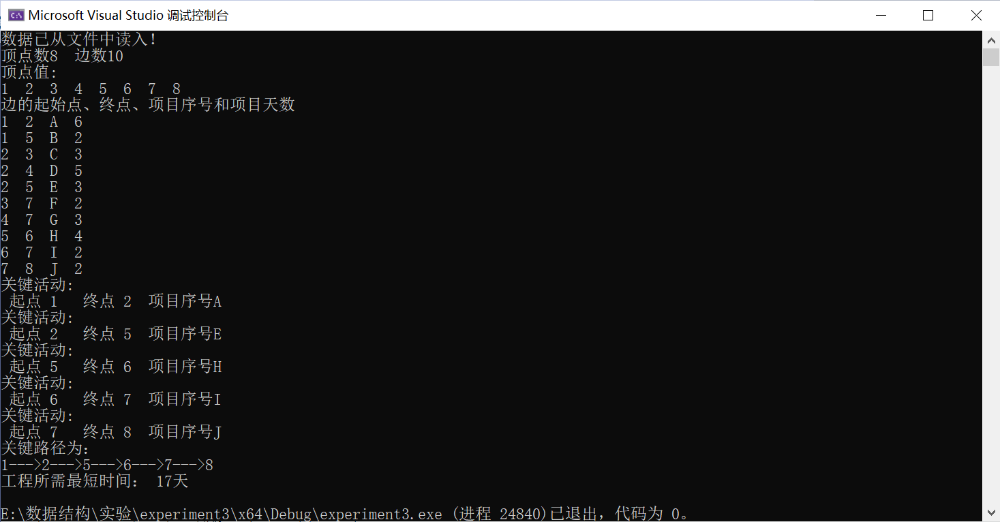 Microsoft Visual Studio 调试控制台
数据已从文件中读入!
顶点数8  边数10
顶点值:
1  2  3  4  5  6  7  8
边的起始点、终点、项目序号和项目天数
1  2  A  6
1  5  B  2
2  3  C  3
2  4  D  5
2  5  E  3
3  7  F  2
4  7  G  3
5  6  H  4
6  7  I  2
7  8  J  2
关键活动:
 起点 1   终点 2  项目序号A
关键活动:
 起点 2   终点 5  项目序号E
关键活动:
 起点 5   终点 6  项目序号H
关键活动:
 起点 6   终点 7  项目序号I
关键活动:
 起点 7   终点 8  项目序号J
关键路径为:
1--->2--->5--->6--->7--->8
工程所需最短时间： 17天
E:\数据结构\实验\experiment3\x64\Debug\experiment3.exe (进程 24840)已退出，代码为 0。